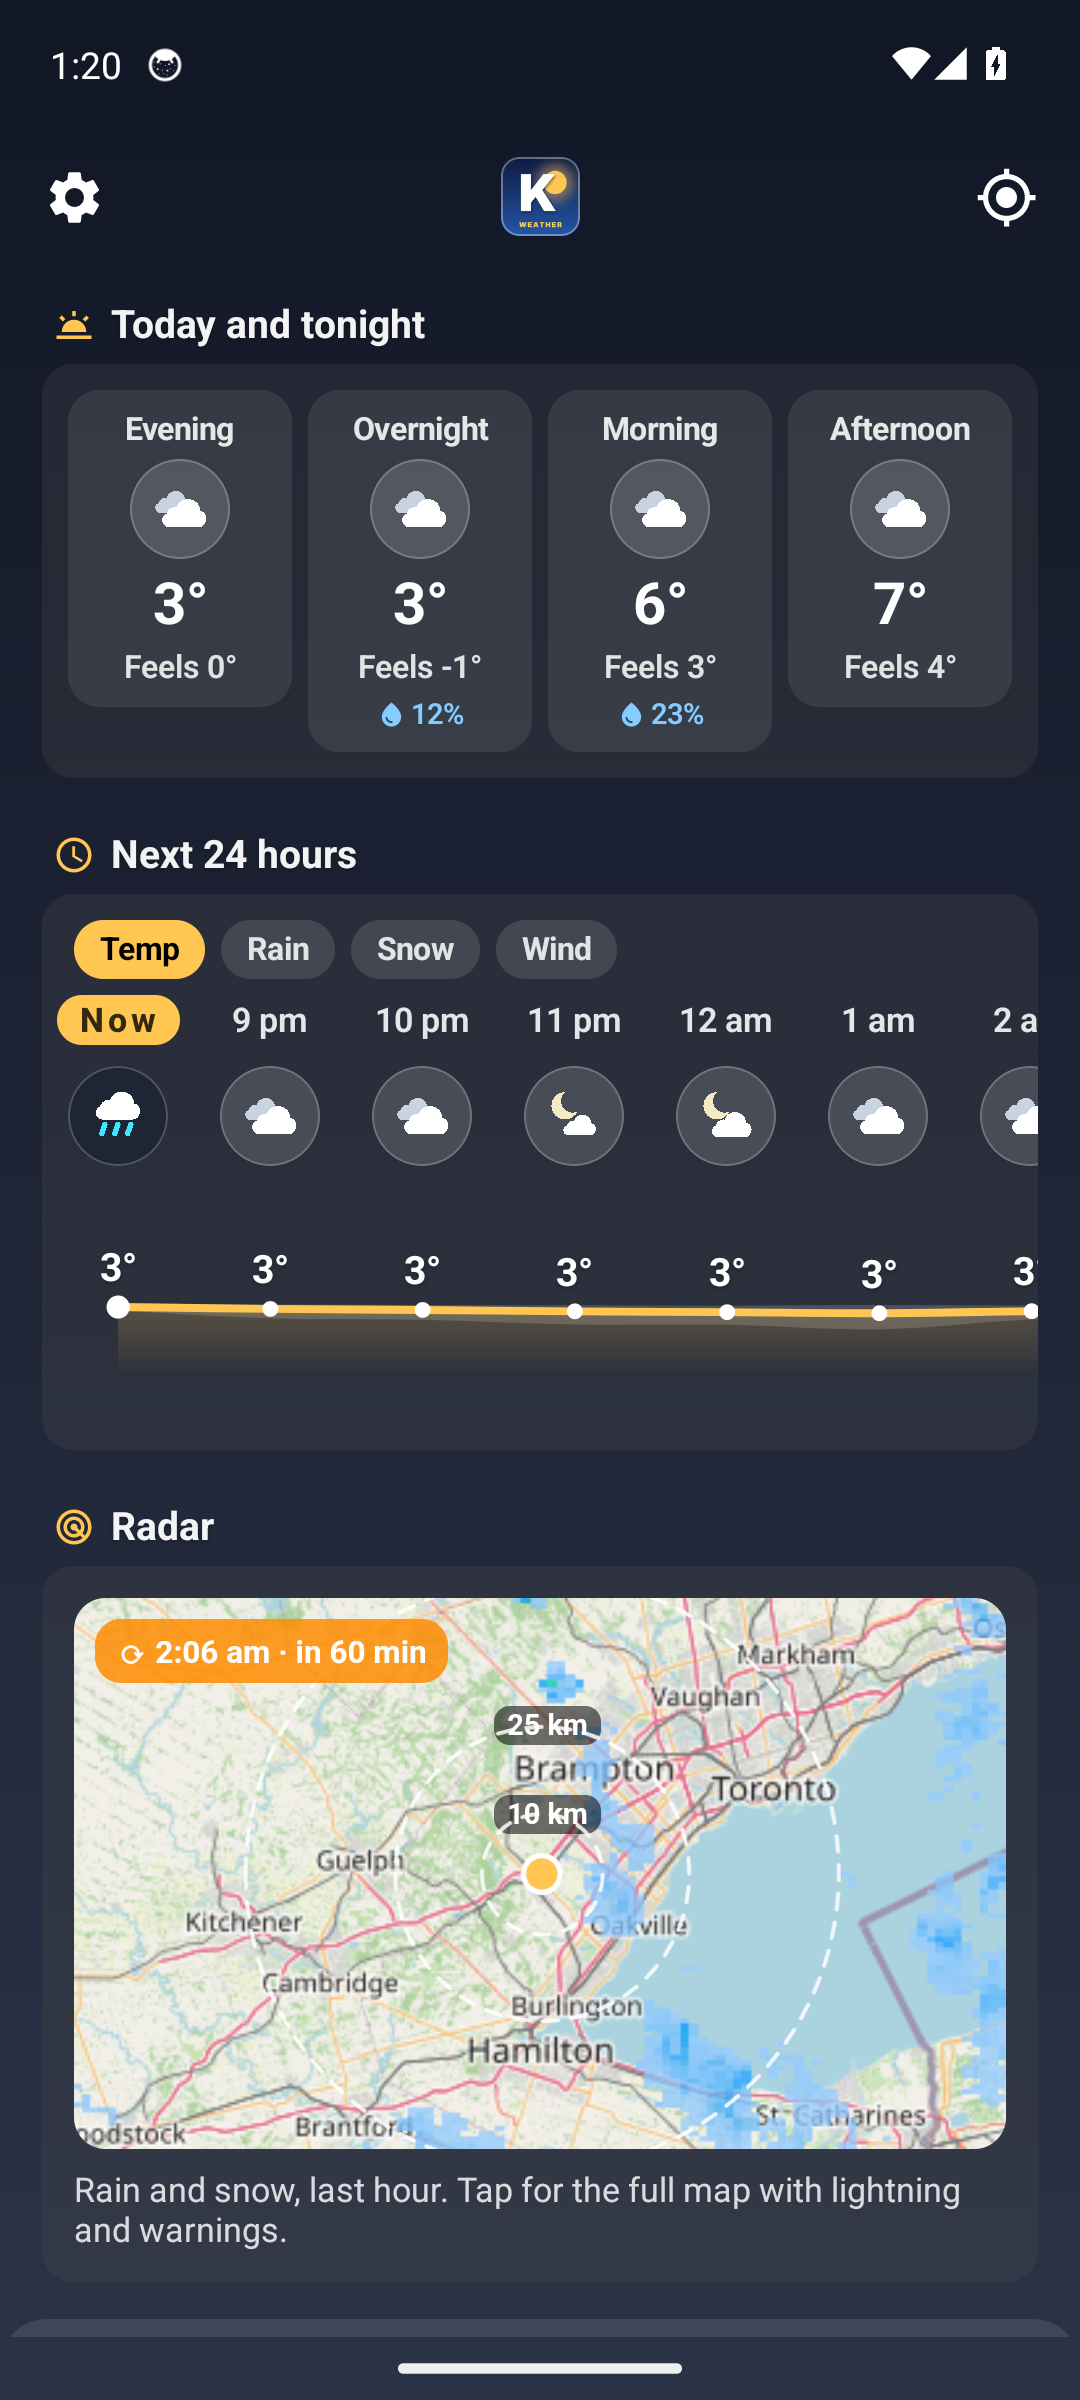 1:20
K
WEATHER
Today and tonight
Evening Overnight Morning Afternoon
3° 3° 6° 7°
Feels 0° Feels -1° Feels 3° Feels 4°
12% 23%
Next 24 hours
Temp Rain Snow Wind
Now 9 pm 10 pm 11 pm 12 am 1 am 2 a
3° 3° 3° 3° 3° 3° 3°
Radar
2:06 am · in 60 min
Os
Markham
Vaughan
25 km
Brampton
Toronto
10 km
Guelph
Kitchener
Oakville
Cambridge
Burlington
Hamilton
St. Catharines
Brantford
oodstock
Rain and snow, last hour. Tap for the full map with lightning
and warnings.